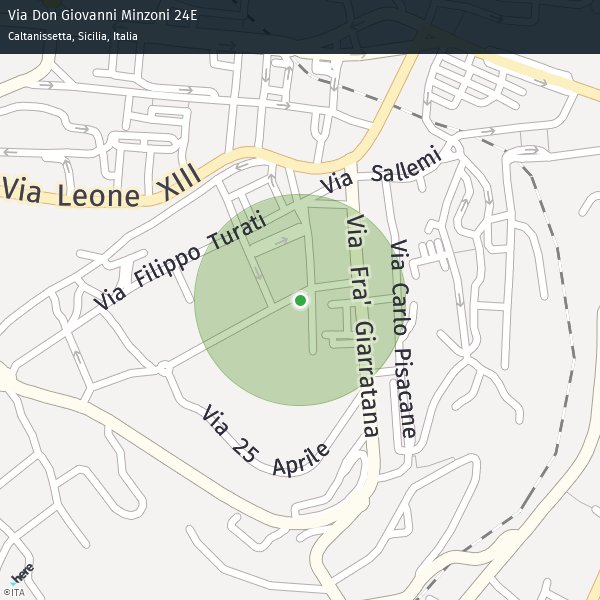 Via Don Giovanni Minzoni 24E
Caltanissetta, Sicilia, Italia
Via Leone XIII
Via Sallemi
Via Filippo Turati
Via Fra' Giarratana
Via Carlo Pisacane
Via 25 Aprile
here
©ITA